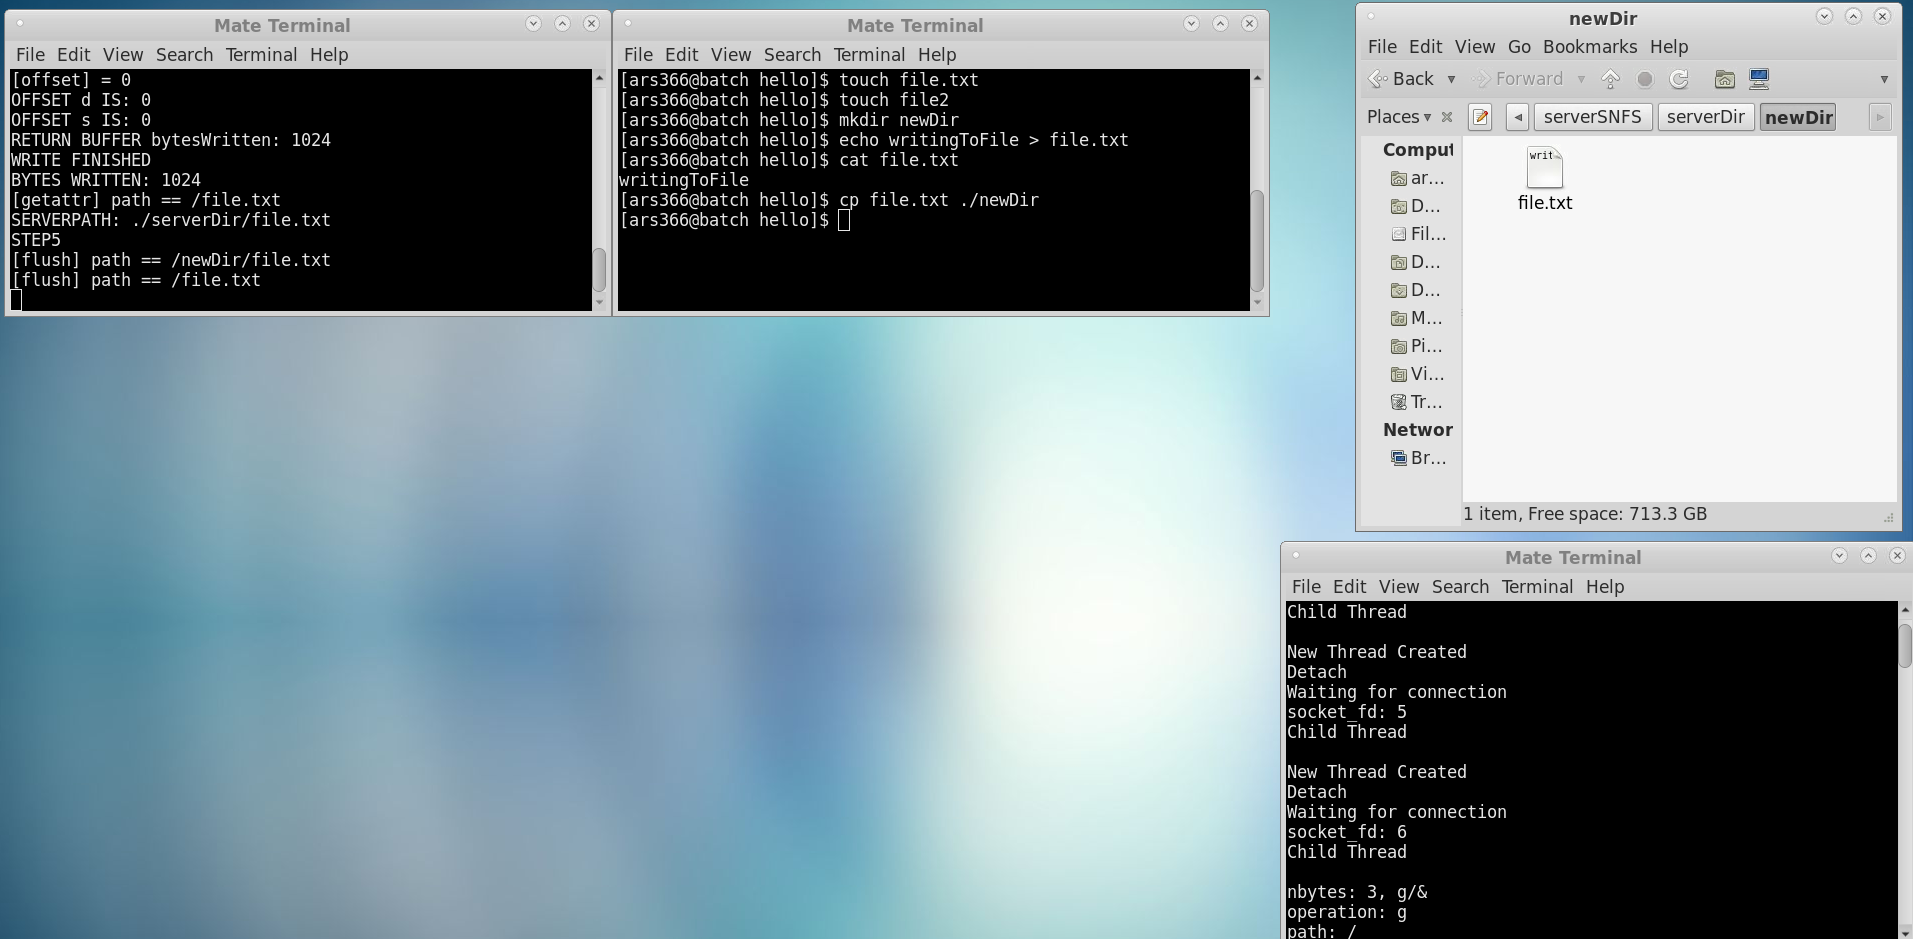 Mate Terminal
File Edit View Search Terminal Help
[offset] = 0
OFFSET d IS: 0
OFFSET s IS: 0
RETURN BUFFER bytesWritten: 1024
WRITE FINISHED
BYTES WRITTEN: 1024
[getattr] path == /file.txt
SERVERPATH: ./serverDir/file.txt
STEP5
[flush] path == /newDir/file.txt
[flush] path == /file.txt
Mate Terminal
File Edit View Search Terminal Help
[ars366@batch hello]$ touch file.txt
[ars366@batch hello]$ touch file2
[ars366@batch hello]$ mkdir newDir
[ars366@batch hello]$ echo writingToFile > file.txt
[ars366@batch hello]$ cat file.txt
writingToFile
[ars366@batch hello]$ cp file.txt ./newDir
[ars366@batch hello]$
newDir
File Edit View Go Bookmarks Help
Back Forward
Places serverSNFS serverDir newDir
Comput
ar...
D...
Fil...
D...
D...
M...
Pi...
Vi...
Tr...
Networ
Br...
writ
file.txt
1 item, Free space: 713.3 GB
Mate Terminal
File Edit View Search Terminal Help
Child Thread
New Thread Created
Detach
Waiting for connection
socket_fd: 5
Child Thread
New Thread Created
Detach
Waiting for connection
socket_fd: 6
Child Thread
nbytes: 3, g/&
operation: g
path: /